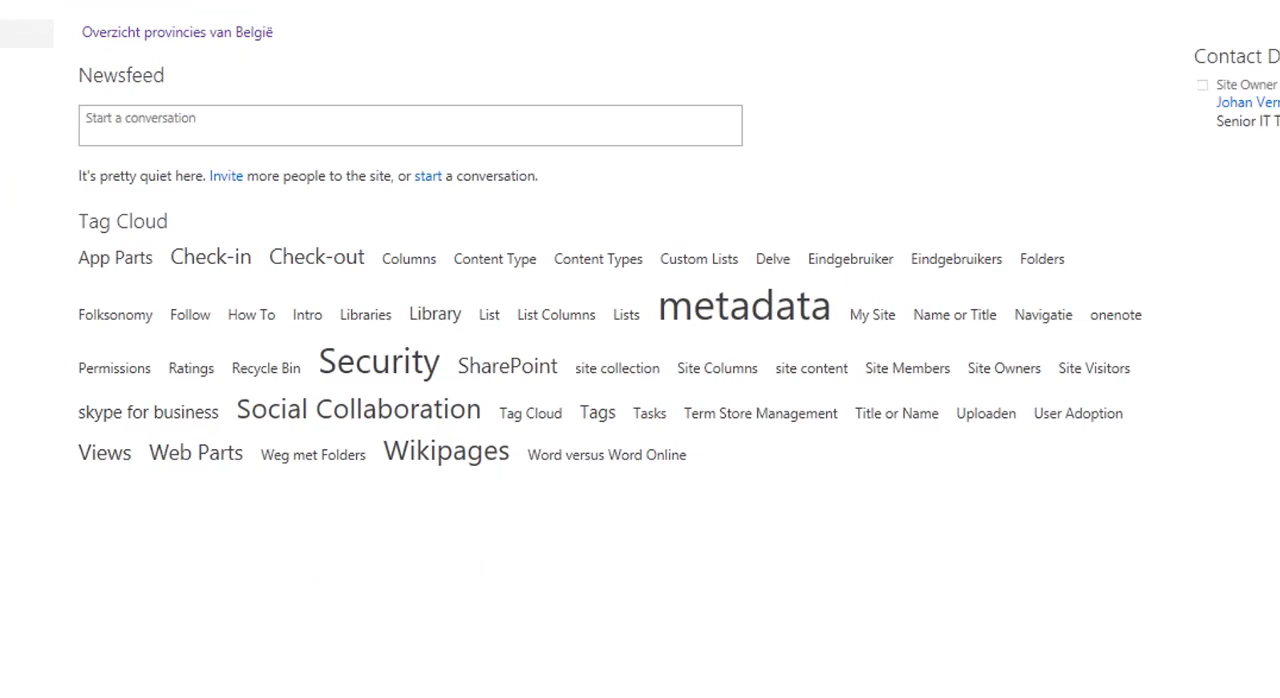 Overzicht provincies van België
Newsfeed
Start a conversation
It's pretty quiet here. Invite more people to the site, or start a conversation.
Tag Cloud
App Parts Check-in Check-out Columns Content Type Content Types Custom Lists Delve Eindgebruiker Eindgebruikers Folders
Folksonomy Follow How To Intro Libraries Library List List Columns Lists metadata My Site Name or Title Navigatie onenote
Permissions Ratings Recycle Bin Security SharePoint site collection Site Columns site content Site Members Site Owners Site Visitors
skype for business Social Collaboration Tag Cloud Tags Tasks Term Store Management Title or Name Uploaden User Adoption
Views Web Parts Weg met Folders Wikipages Word versus Word Online
Contact D
Site Owner
Johan Ver
Senior IT T